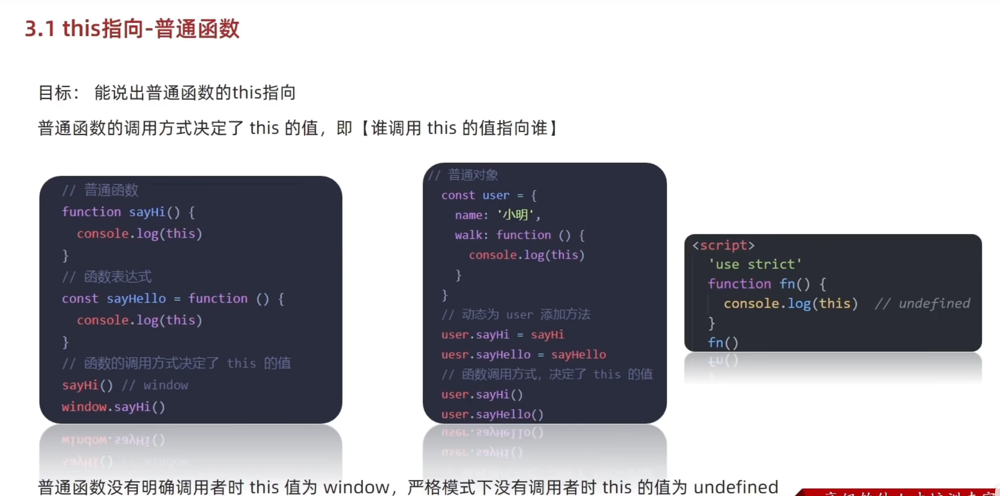 3.1 this指向-普通函数
目标： 能说出普通函数的this指向
普通函数的调用方式决定了 this 的值，即【谁调用 this 的值指向谁】
// 普通函数
function sayHi() {
  console.log(this)
}
// 函数表达式
const sayHello = function () {
  console.log(this)
}
// 函数的调用方式决定了 this 的值
sayHi() // window
window.sayHi()
// 普通对象
const user = {
  name: '小明',
  walk: function () {
    console.log(this)
  }
}
// 动态为 user 添加方法
user.sayHi = sayHi
uesr.sayHello = sayHello
// 函数调用方式，决定了 this 的值
user.sayHi()
user.sayHello()
<script>
  'use strict'
  function fn() {
    console.log(this)  // undefined
  }
  fn()
普通函数没有明确调用者时 this 值为 window，严格模式下没有调用者时 this 的值为 undefined